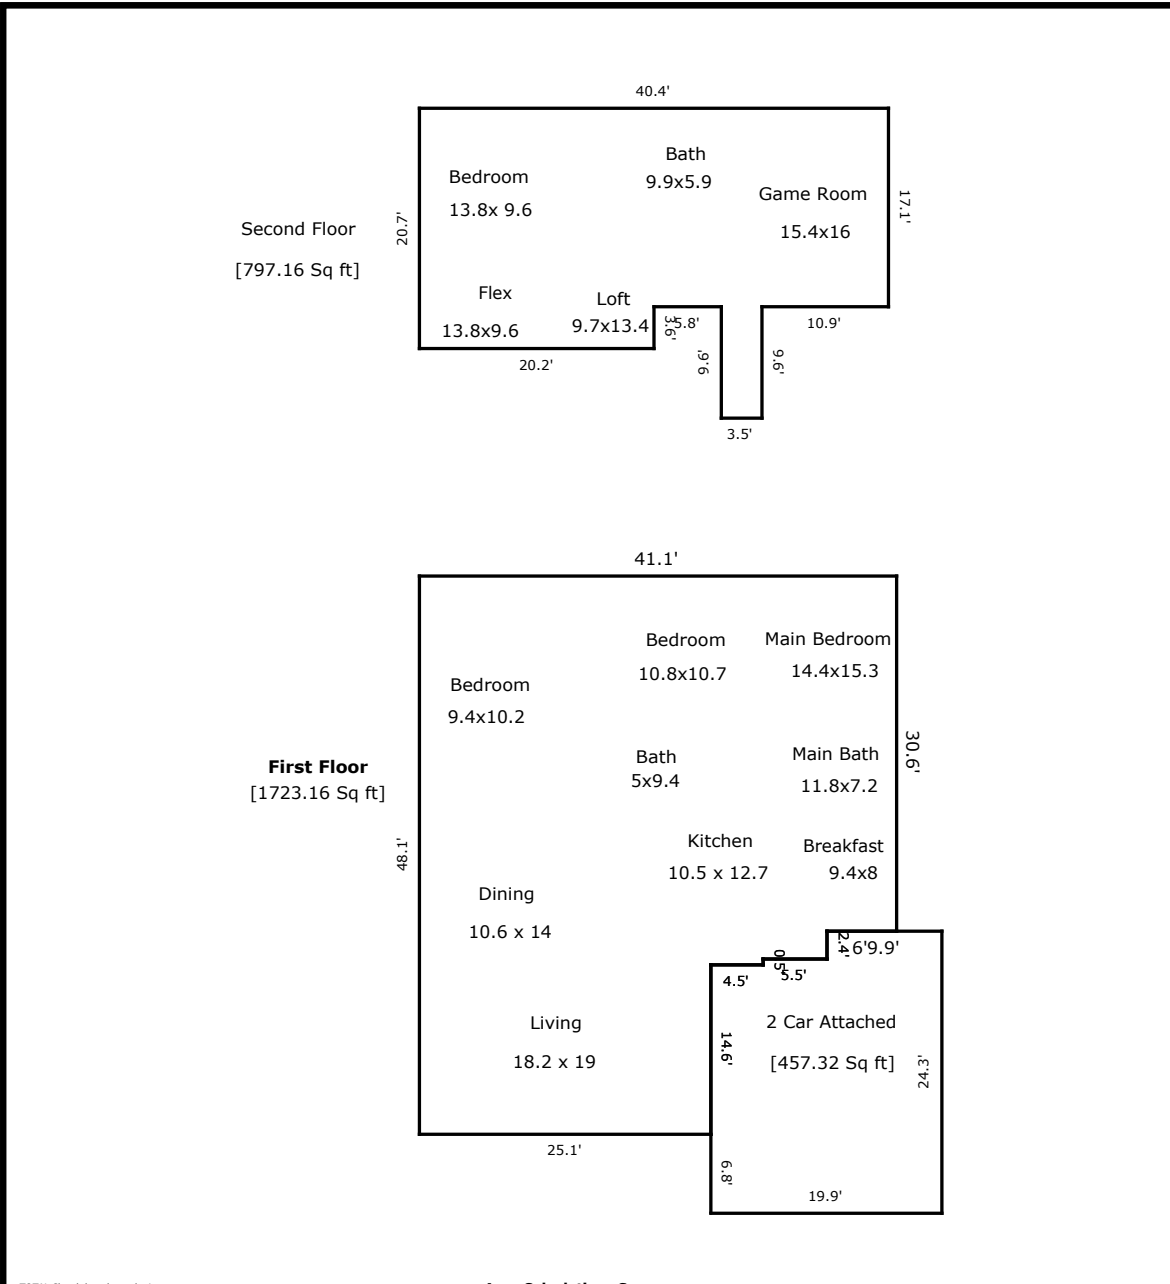 40.4'
Bath
9.9x5.9
Bedroom
13.8x 9.6
Game Room
15.4x16
17.1'
20.7'
Second Floor
[797.16 Sq ft]
Flex
13.8x9.6
Loft
9.7x13.4
3.6'
5.8'
10.9'
20.2'
9.6'
9.6'
3.5'
41.1'
Bedroom
10.8x10.7
Main Bedroom
14.4x15.3
Bedroom
9.4x10.2
30.6'
First Floor
[1723.16 Sq ft]
Bath
5x9.4
Main Bath
11.8x7.2
48.1'
Kitchen
10.5 x 12.7
Breakfast
9.4x8
Dining
10.6 x 14
2.4'
6'9.9'
0.5'
5.5'
4.5'
Living
18.2 x 19
2 Car Attached
[457.32 Sq ft]
14.6'
24.3'
25.1'
6.8'
19.9'